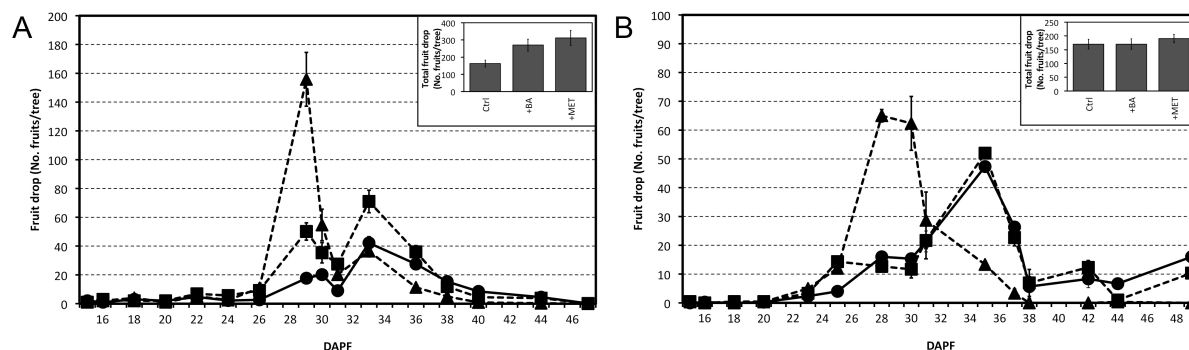 A
Fruit drop (No. fruits/tree)
200
180
160
140
120
100
80
60
40
20
0
16 18 20 22 24 26 28 30 32 34 36 38 40 42 44 46
DAPF
Total fruit drop
(No. fruits/tree)
400
300
200
100
0
Ctrl
+BA
+MET
B
Fruit drop (No. fruits/tree)
100
90
80
70
60
50
40
30
20
10
0
16 18 20 22 24 26 28 30 32 34 36 38 40 42 44 46 48
DAPF
Total fruit drop
(No. fruits/tree)
250
200
150
100
50
0
Ctrl
+BA
+MET